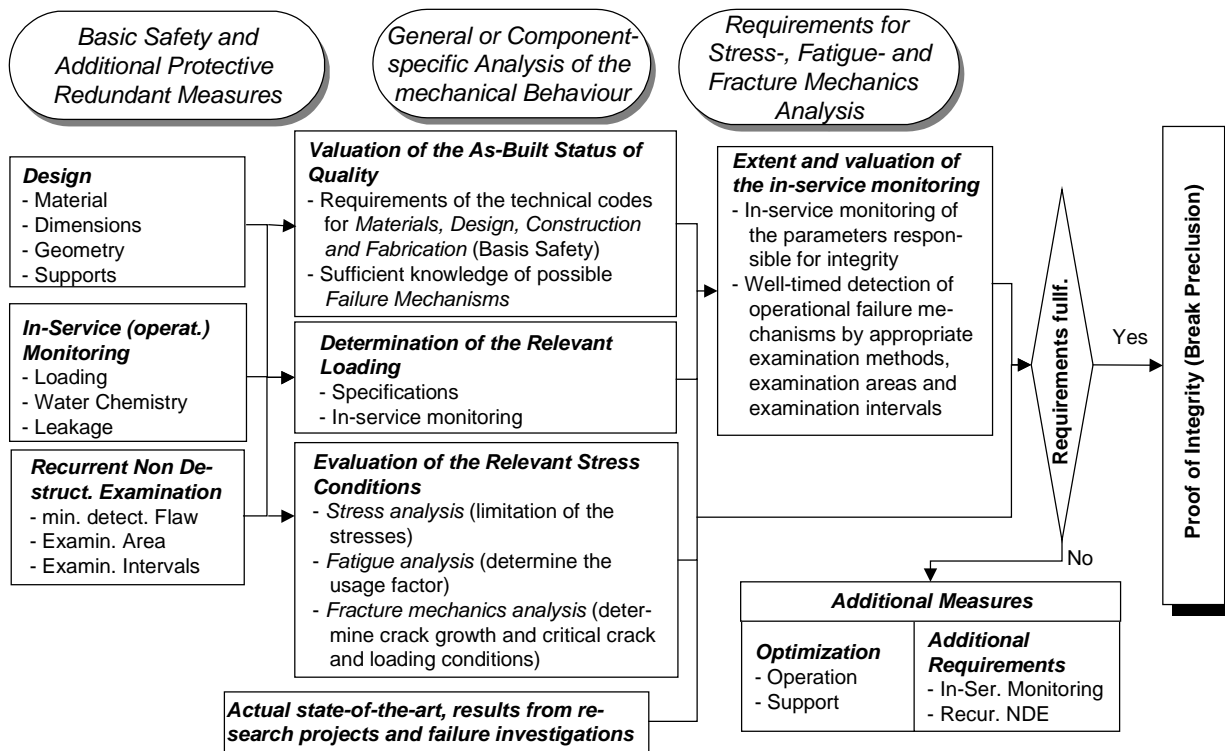 Basic Safety and
Additional Protective
Redundant Measures
General or Component-
specific Analysis of the
mechanical Behaviour
Requirements for
Stress-, Fatigue- and
Fracture Mechanics
Analysis
Design
- Material
- Dimensions
- Geometry
- Supports
In-Service (operat.)
Monitoring
- Loading
- Water Chemistry
- Leakage
Recurrent Non De-
struct. Examination
- min. detect. Flaw
- Examin. Area
- Examin. Intervals
Valuation of the As-Built Status of
Quality
- Requirements of the technical codes
for Materials, Design, Construction
and Fabrication (Basis Safety)
- Sufficient knowledge of possible
Failure Mechanisms
Determination of the Relevant
Loading
- Specifications
- In-service monitoring
Evaluation of the Relevant Stress
Conditions
- Stress analysis (limitation of the
stresses)
- Fatigue analysis (determine the
usage factor)
- Fracture mechanics analysis (deter-
mine crack growth and critical crack
and loading conditions)
Actual state-of-the-art, results from re-
search projects and failure investigations
Extent and valuation of
the in-service monitoring
- In-service monitoring of
the parameters respon-
sible for integrity
- Well-timed detection of
operational failure me-
chanisms by appropriate
examination methods,
examination areas and
examination intervals
Requirements fullf.
Yes
No
Proof of Integrity (Break Preclusion)
Additional Measures
Optimization
- Operation
- Support
Additional
Requirements
- In-Ser. Monitoring
- Recur. NDE